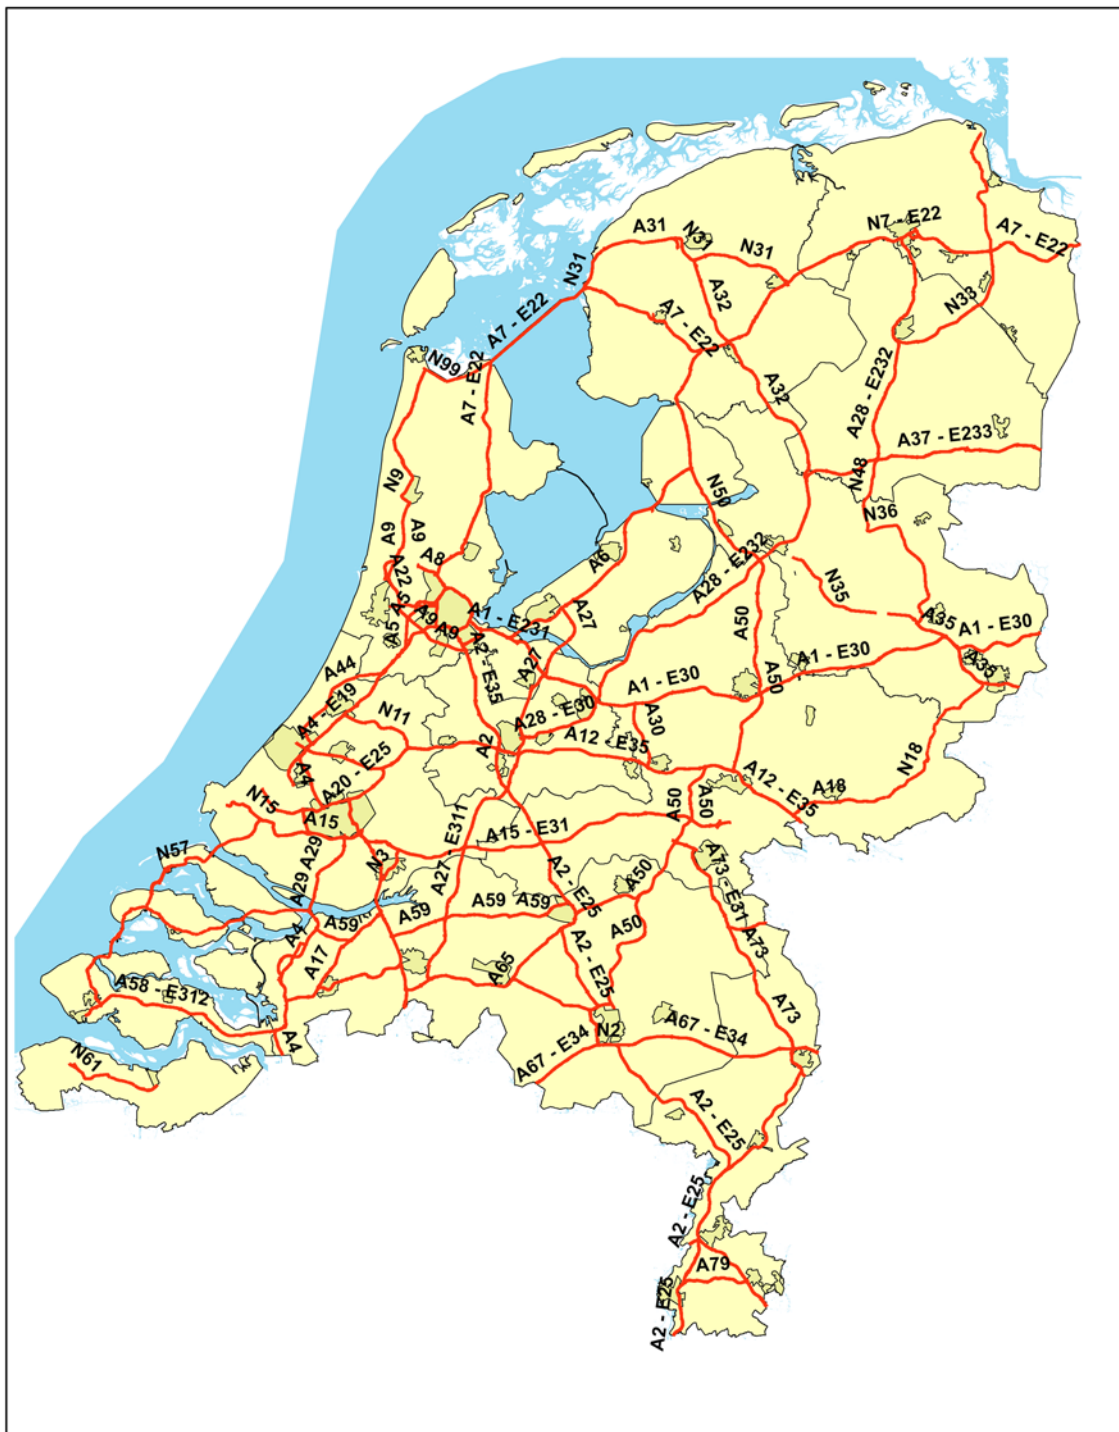 N7 - E22
A31
N31
N31
A7 - E22
N31
A32
N33
A7 - E22
A7 - E22
N99
A7 - E22
A28 - E232
A32
A37 - E233
N9
N48
N50
N36
A9
A9
A8
A6
A28 - E232
A22
N35
A5
A9
A9
A1 - E231
A27
A50
A35
A1 - E30
A5
A2 - E35
A27
A1 - E30
A35
A44
A1 - E30
A50
A4 - E19
N11
A28 - E30
A30
A2
A12 - E35
N18
A4
A20 - E25
A12 - E35
A18
N15
A15
A50
A50
A15 - E31
A27 - E311
N57
A29
A29
N3
A2 - E25
A50
A73 - E31
A59
A59
A59
A59
A50
A73
A4
A17
A65
A2 - E25
A73
A58 - E312
A4
N2
A67 - E34
A67 - E34
N61
A2 - E25
A2 - E25
A79
A2 - E25